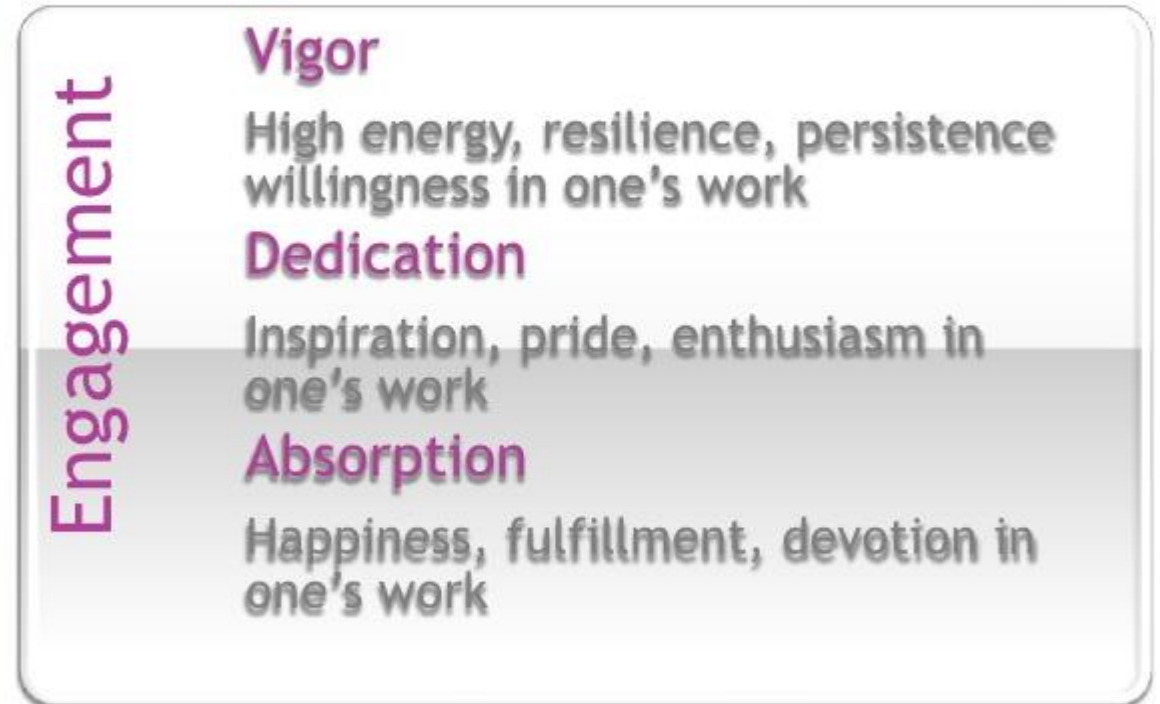 Engagement
Vigor
High energy, resilience, persistence
willingness in one's work
Dedication
Inspiration, pride, enthusiasm in
one's work
Absorption
Happiness, fulfillment, devotion in
one's work